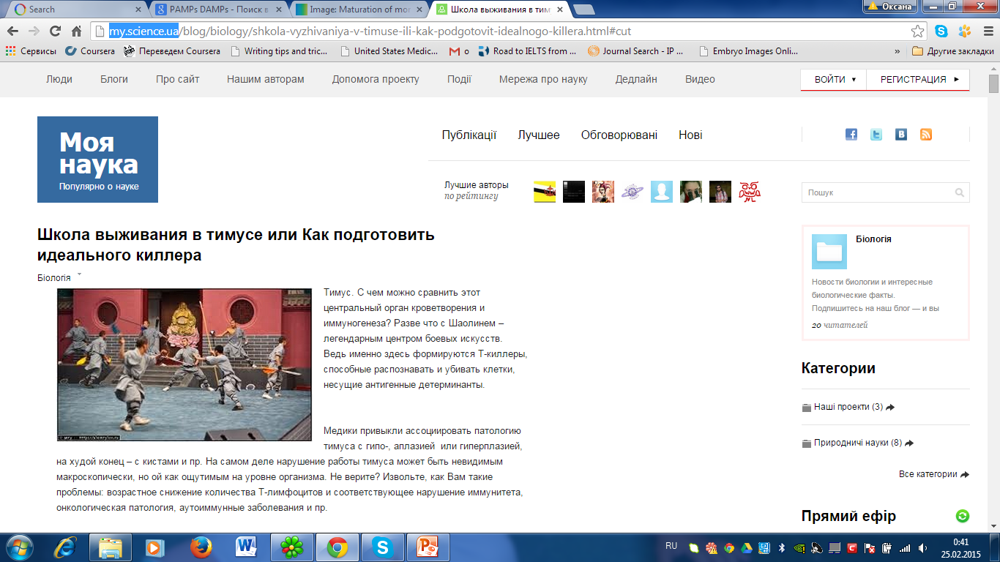 Search
PAMPs DAMPs - Поиск в
Image: Maturation of mon
Школа выживания в тиму
Оксана
my.science.ua/blog/biology/shkola-vyzhivaniya-v-timuse-ili-kak-podgotovit-idealnogo-killera.html#cut
Сервисы Coursera Переведем Coursera Writing tips and tric... United States Medic... o Road to IELTS from ... Journal Search - IP ... Embryo Images Onli... » Другие закладки
Люди Блоги Про сайт Нашим авторам Допомога проекту Події Мережа про науку Дедлайн Видео
ВОЙТИ РЕГИСТРАЦИЯ
Моя
наука
Популярно о науке
Публікації Лучшее Обговорювані Нові
Лучшие авторы
по рейтингу
Пошук
Школа выживания в тимусе или Как подготовить
идеального киллера
Біологія
Тимус. С чем можно сравнить этот
центральный орган кроветворения и
иммуногенеза? Разве что с Шаолинем –
легендарным центром боевых искусств.
Ведь именно здесь формируются Т-киллеры,
способные распознавать и убивать клетки,
несущие антигенные детерминанты.
Медики привыкли ассоциировать патологию
тимуса с гипо-, аплазией или гиперплазией,
на худой конец – с кистами и пр. На самом деле нарушение работы тимуса может быть невидимым
макроскопически, но ой как ощутимым на уровне организма. Не верите? Извольте, как Вам такие
проблемы: возрастное снижение количества Т-лимфоцитов и соответствующее нарушение иммунитета,
онкологическая патология, аутоиммунные заболевания и пр.
Біологія
Новости биологии и интересные
биологические факты.
Подпишитесь на наш блог — и вы
20 читателей
Категории
Наші проекти (3)
Природничі науки (8)
Все категории
Прямий ефір
RU
0:41
25.02.2015